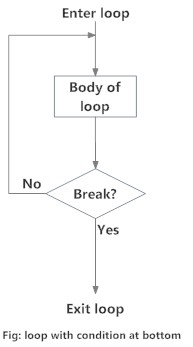 Enter loop
Body of
loop
No
Break?
Yes
Exit loop
Fig: loop with condition at bottom